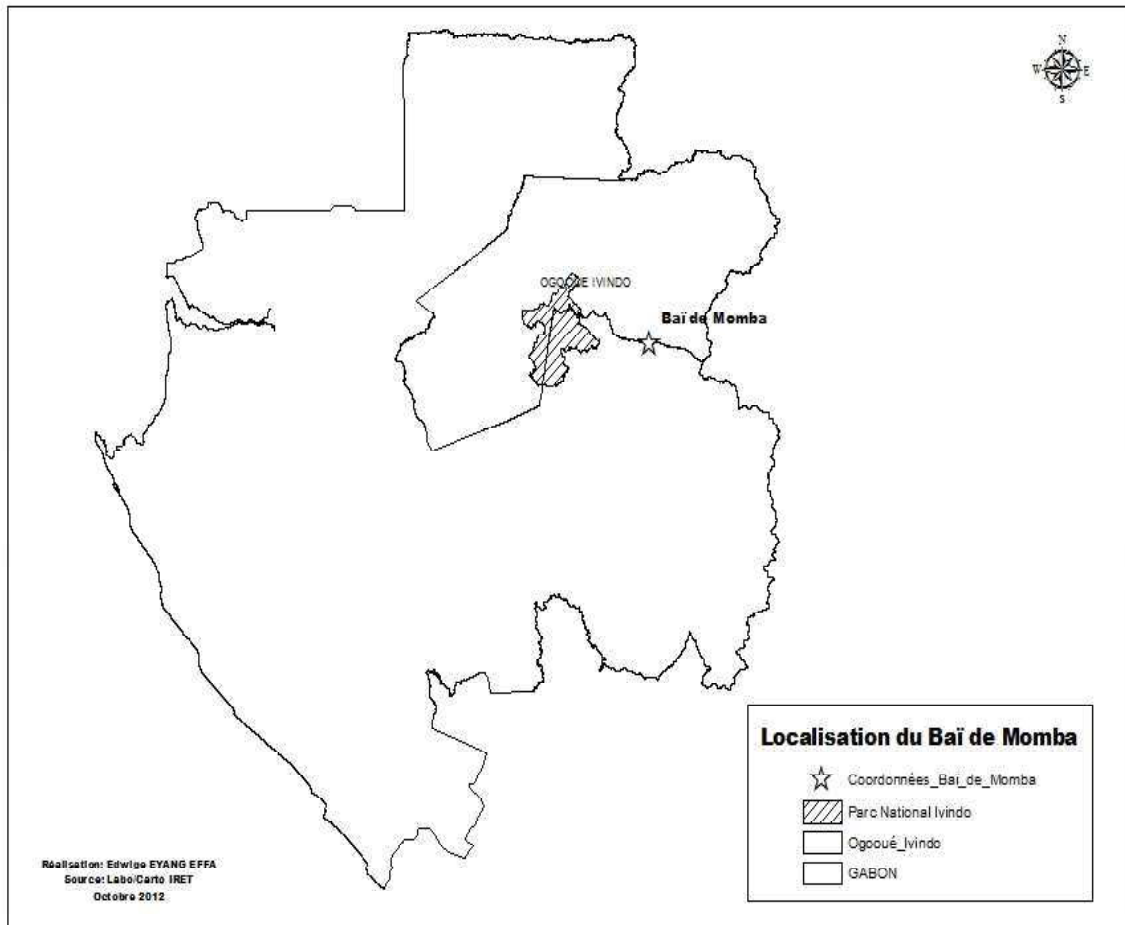 N
W E
S
OGOOUE IVINDO
Baï de Momba
Localisation du Baï de Momba
Coordonnées_Baï_de_Momba
Parc National Ivindo
Ogooué_Ivindo
GABON
Réalisation: Edwige EYANG EFFA
Source: Labo/Carto IRET
Octobre 2012